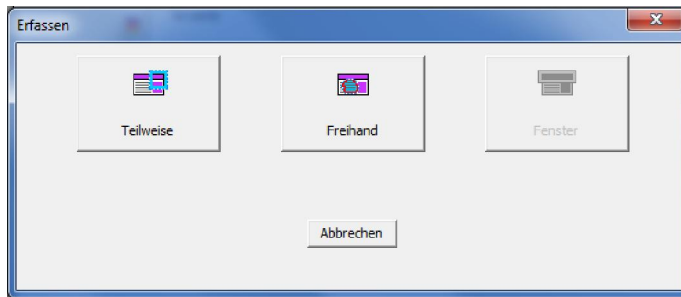 Erfassen
Teilweise
Freihand
Fenster
Abbrechen